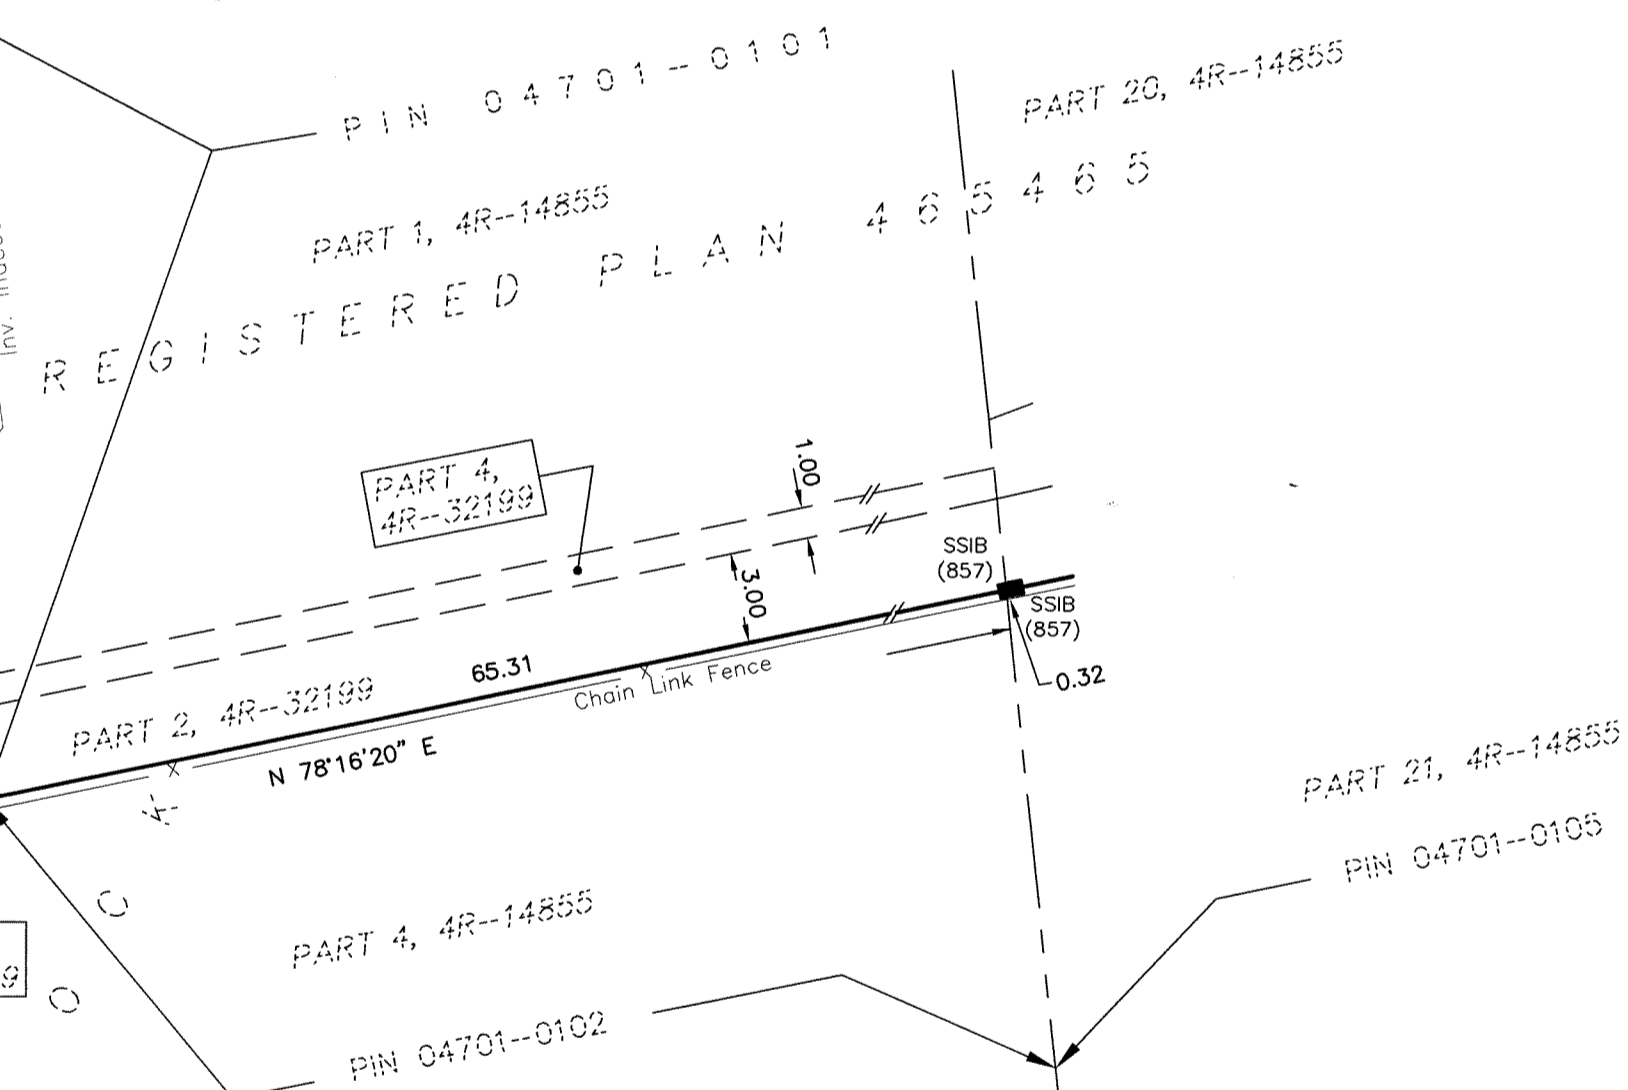 PIN 04701-0101
PART 20, 4R-14855
PART 1, 4R-14855
REGISTERED PLAN 465465
Inv.
PART 4,
4R-32199
1.00
SSIB
(857)
3.00
SSIB
(857)
65.31
0.32
Chain Link Fence
PART 2, 4R-32199
N 78°16'20" E
PART 21, 4R-14855
PIN 04701-0105
PART 4, 4R-14855
PIN 04701-0102